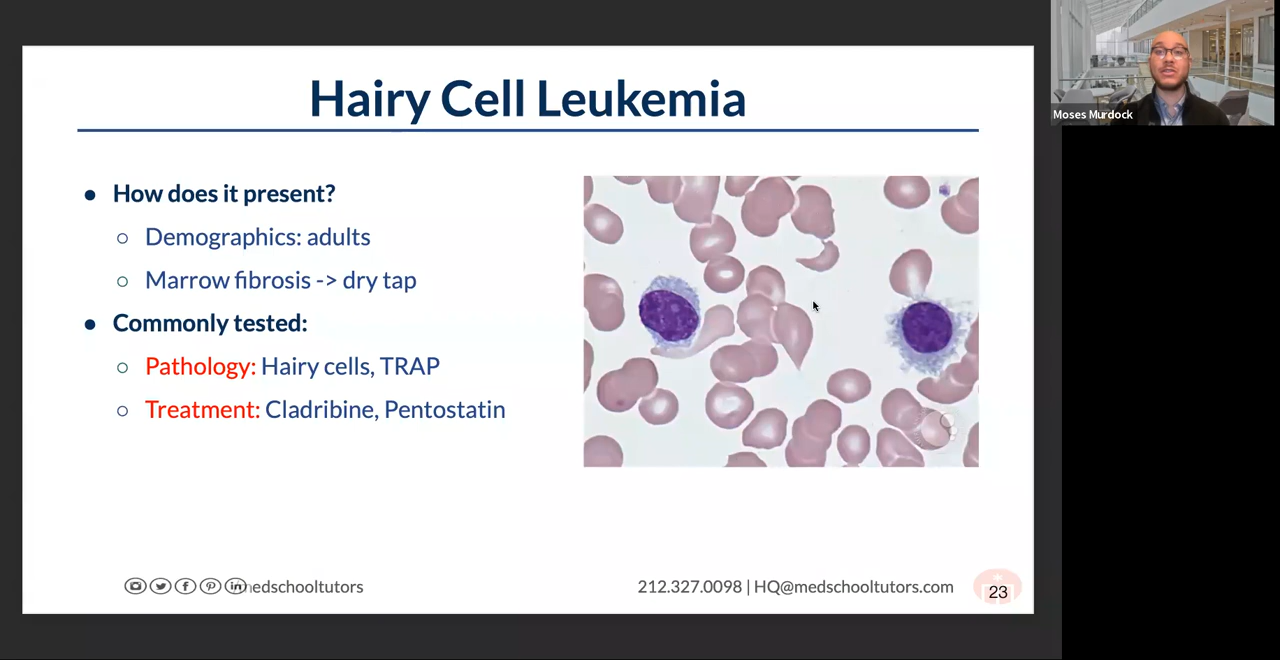 Hairy Cell Leukemia
● How does it present?
○ Demographics: adults
○ Marrow fibrosis -> dry tap
● Commonly tested:
○ Pathology: Hairy cells, TRAP
○ Treatment: Cladribine, Pentostatin
medschooltutors
212.327.0098 | HQ@medschooltutors.com
23
Moses Murdock